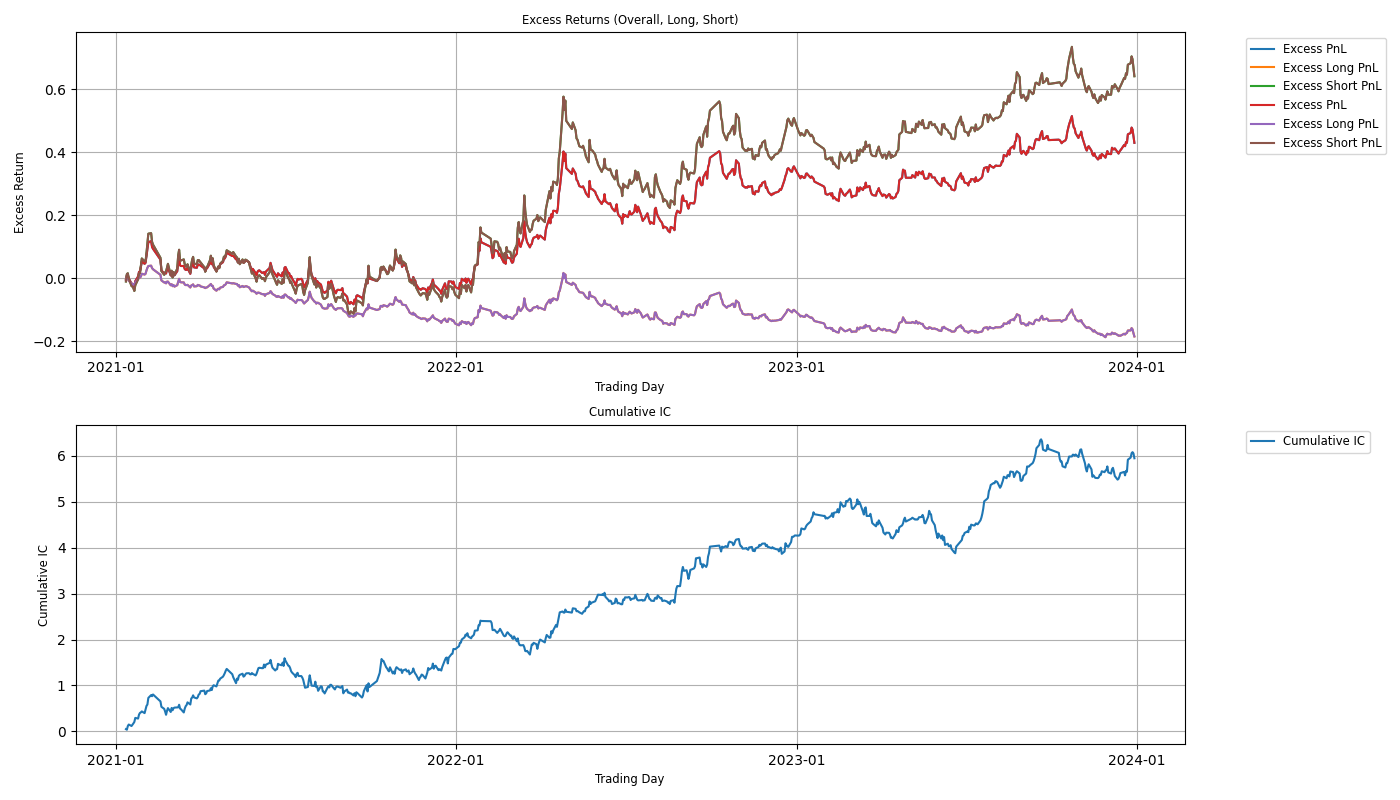 Excess Returns (Overall, Long, Short)
Excess Return
0.6
0.4
0.2
0.0
−0.2
2021-01
2022-01
2023-01
2024-01
Trading Day
Excess PnL
Excess Long PnL
Excess Short PnL
Excess PnL
Excess Long PnL
Excess Short PnL
Cumulative IC
Cumulative IC
6
5
4
3
2
1
0
2021-01
2022-01
2023-01
2024-01
Trading Day
Cumulative IC